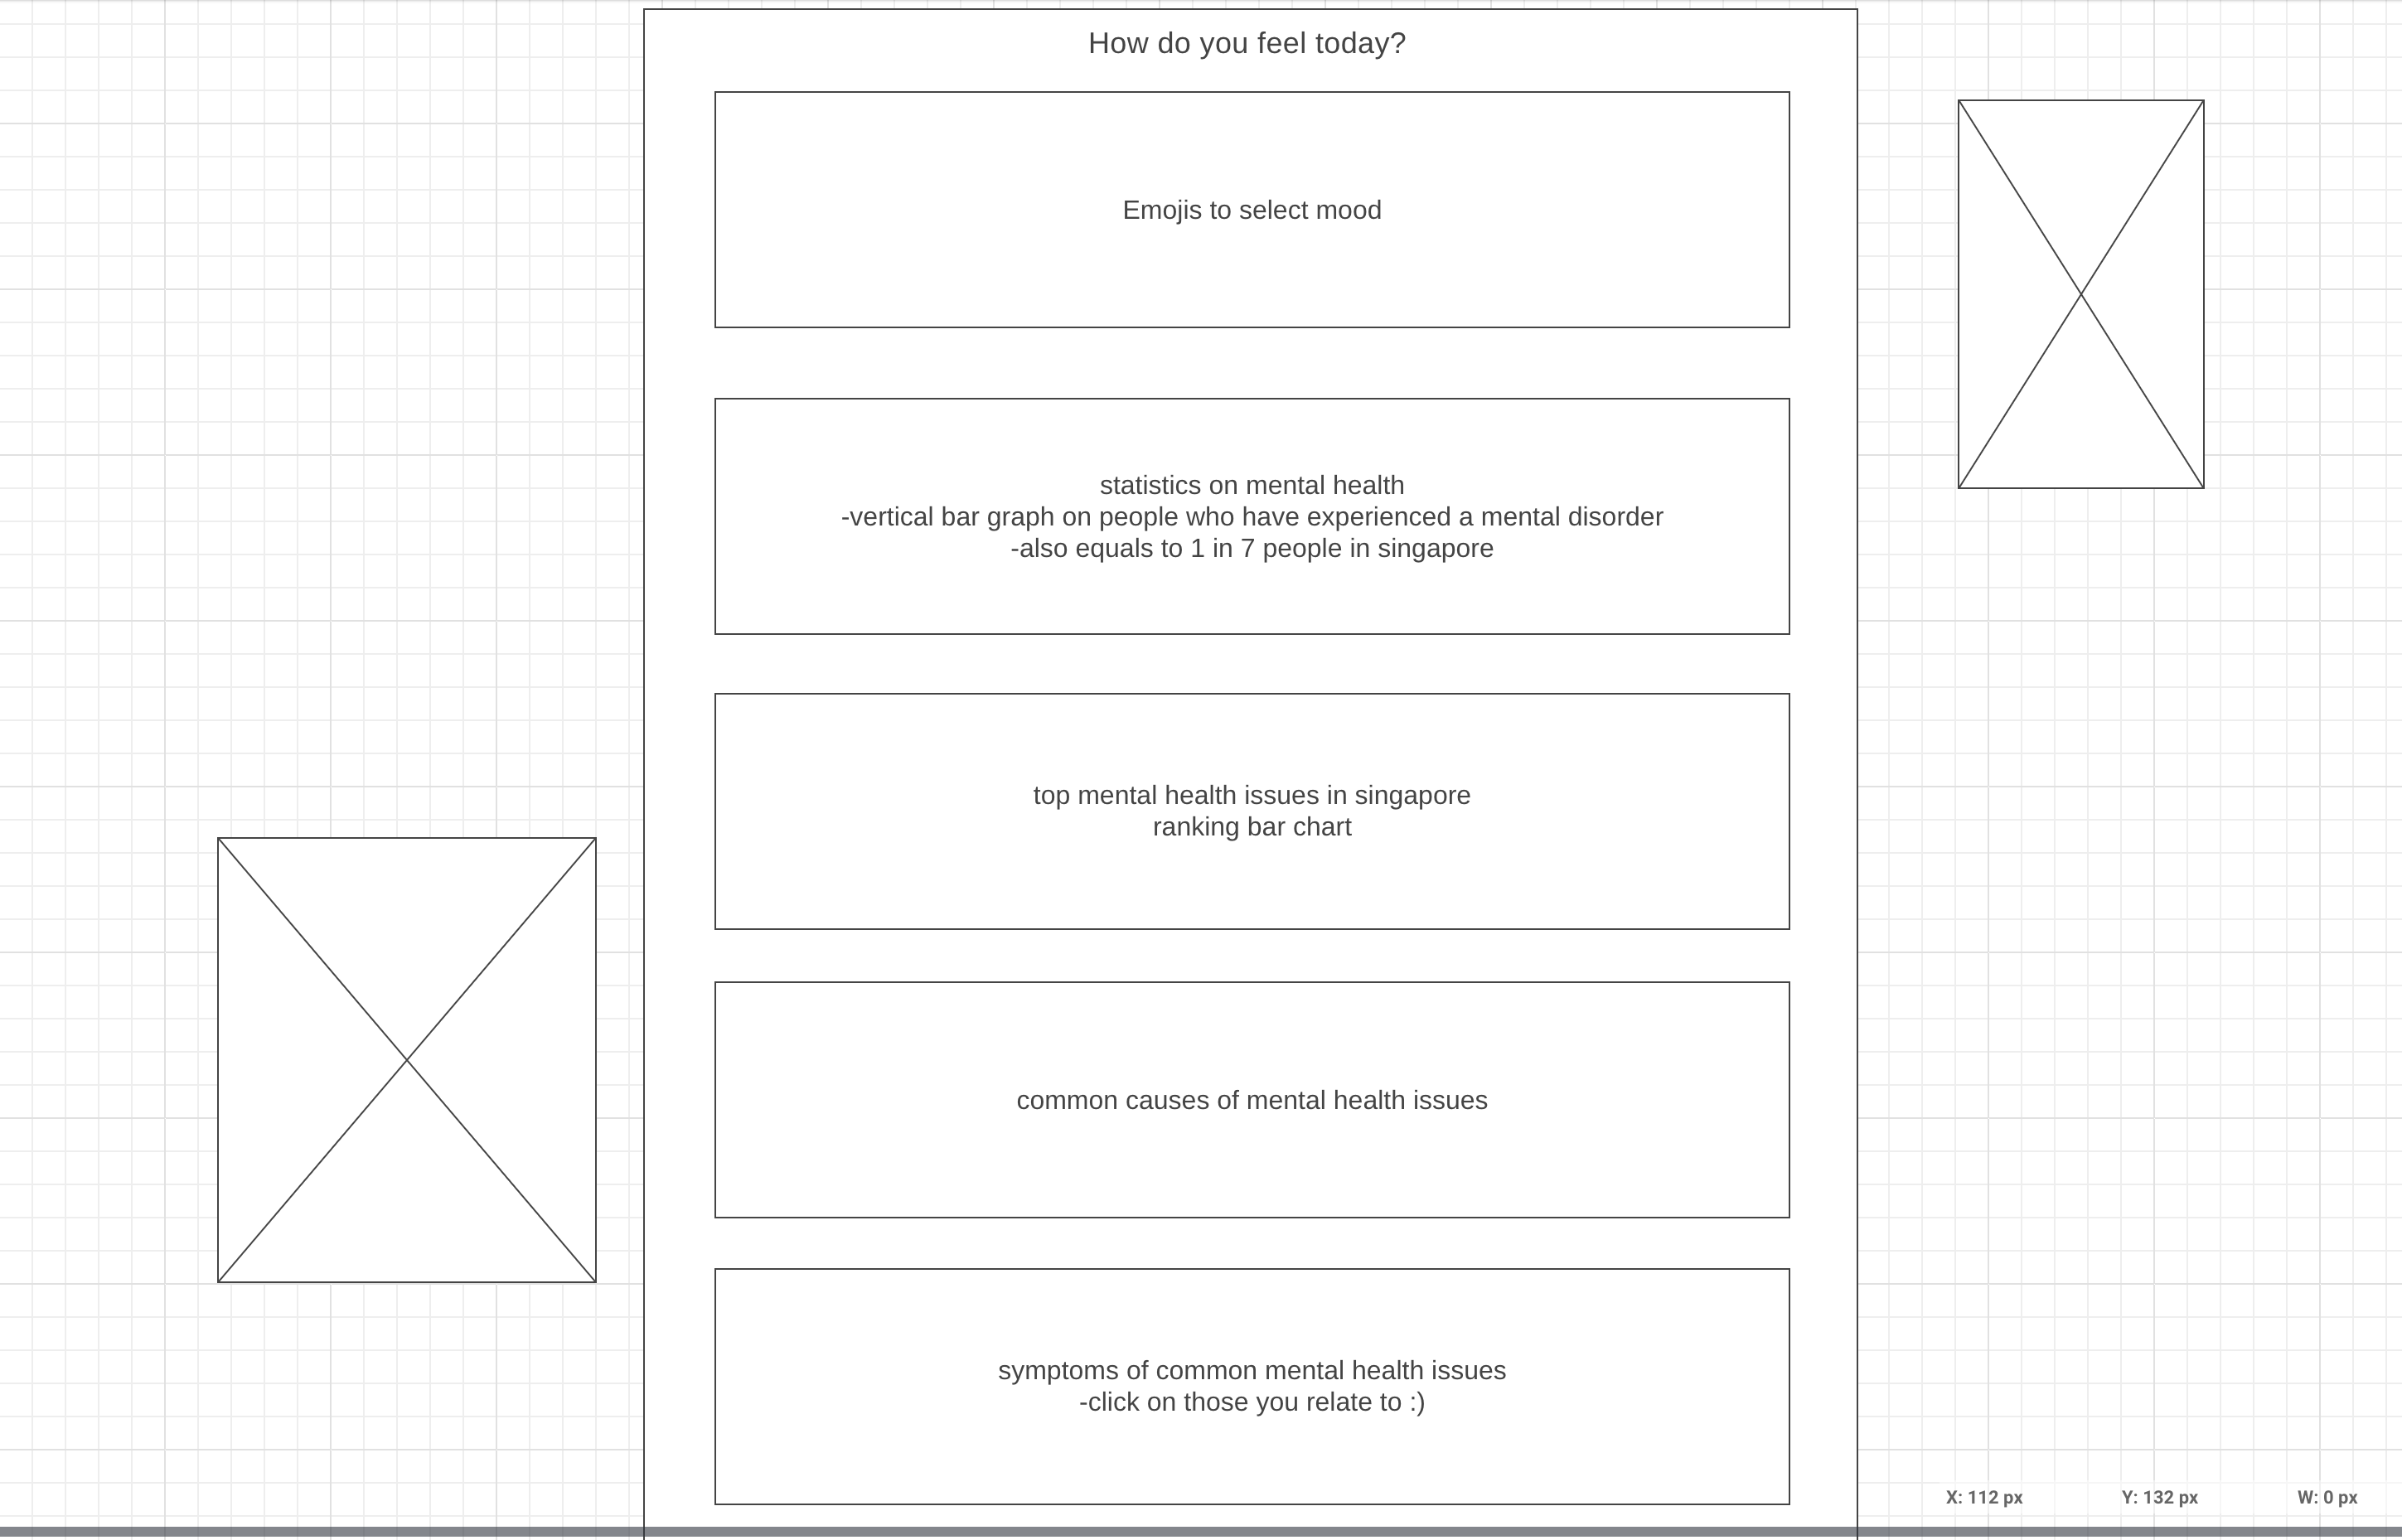 How do you feel today?
Emojis to select mood
statistics on mental health
-vertical bar graph on people who have experienced a mental disorder
-also equals to 1 in 7 people in singapore
top mental health issues in singapore
ranking bar chart
common causes of mental health issues
symptoms of common mental health issues
-click on those you relate to :)
X: 112 px Y: 132 px W: 0 px